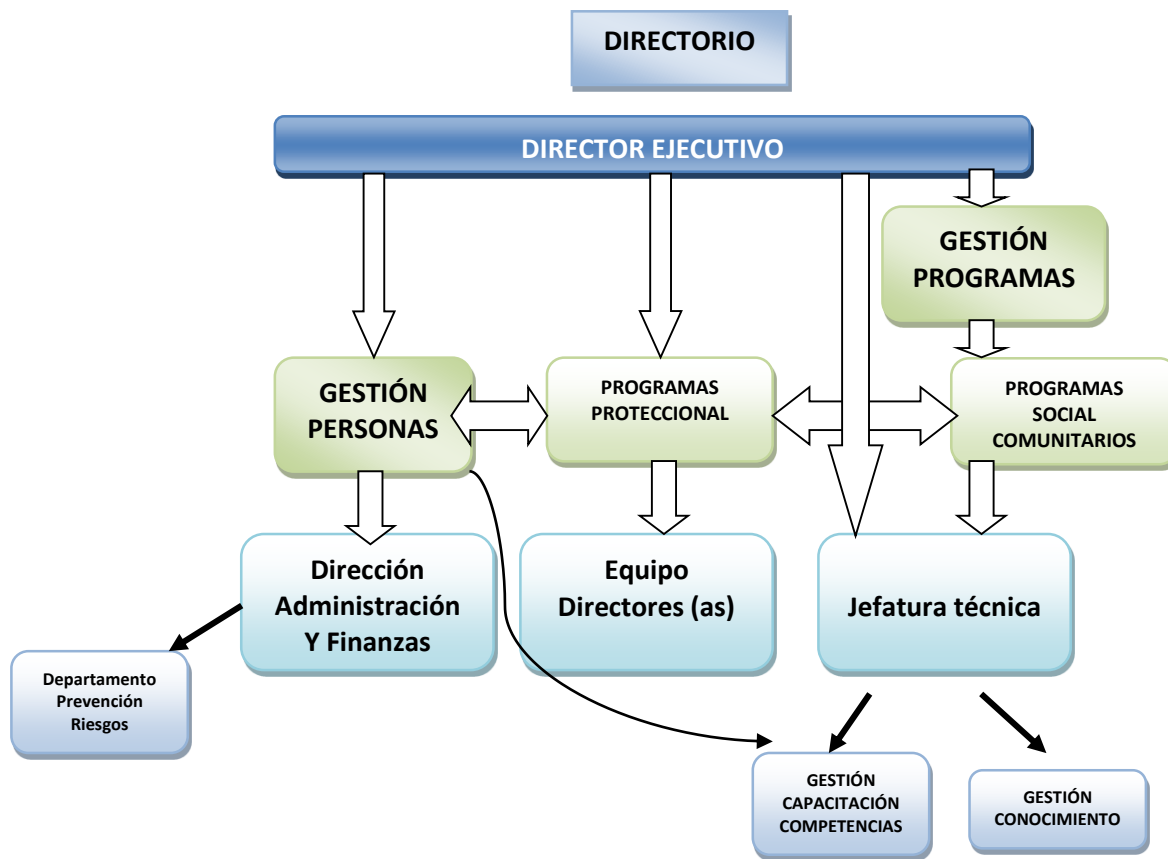 DIRECTORIO
DIRECTOR EJECUTIVO
GESTIÓN
PROGRAMAS
GESTIÓN
PERSONAS
PROGRAMAS
PROTECCIONAL
PROGRAMAS
SOCIAL
COMUNITARIOS
Dirección
Administración
Y Finanzas
Equipo
Directores (as)
Jefatura técnica
Departamento
Prevención
Riesgos
GESTIÓN
CAPACITACIÓN
COMPETENCIAS
GESTIÓN
CONOCIMIENTO